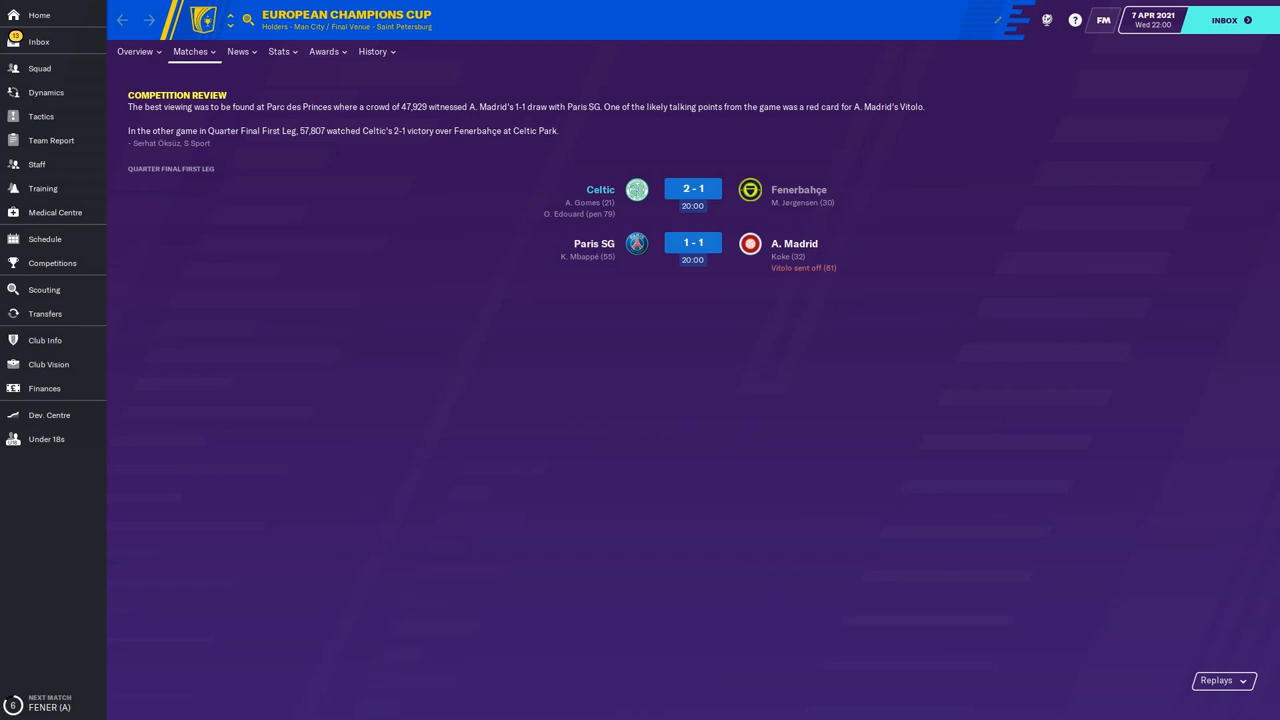 Home
EUROPEAN CHAMPIONS CUP
Holders - Man City / Final Venue - Saint Petersburg
FM
7 APR 2021
Wed 22:00
INBOX
13
Inbox
Overview
Matches
News
Stats
Awards
History
Squad
Dynamics
Tactics
Team Report
Staff
Training
Medical Centre
Schedule
Competitions
Scouting
Transfers
Club Info
Club Vision
Finances
Dev. Centre
U18
Under 18s
COMPETITION REVIEW
The best viewing was to be found at Parc des Princes where a crowd of 47,929 witnessed A. Madrid's 1-1 draw with Paris SG. One of the likely talking points from the game was a red card for A. Madrid's Vitolo.
In the other game in Quarter Final First Leg, 57,807 watched Celtic's 2-1 victory over Fenerbahçe at Celtic Park.
- Serhat Öksüz, S Sport
QUARTER FINAL FIRST LEG
Celtic
2 - 1
Fenerbahçe
A. Gomes (21)
20:00
M. Jørgensen (30)
O. Edouard (pen 79)
Paris SG
1 - 1
A. Madrid
K. Mbappé (55)
20:00
Koke (32)
Vitolo sent off (61)
Replays
6
NEXT MATCH
FENER (A)